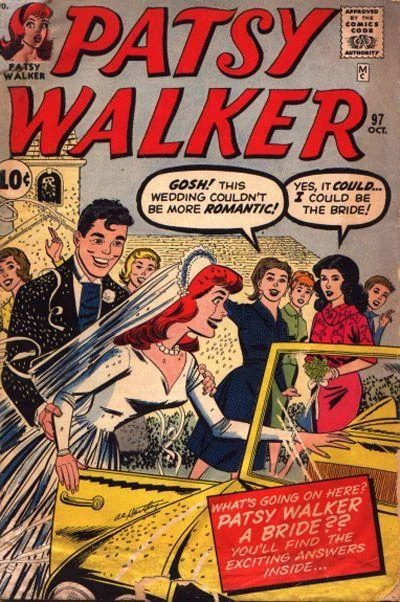 PATSY
WALKER
PATSY
WALKER
APPROVED
BY THE
COMICS
CODE
AUTHORITY
M
C
97
OCT.
10¢
GOSH! THIS
WEDDING COULDN'T
BE MORE ROMANTIC!
YES, IT COULD...
I COULD BE
THE BRIDE!
WHAT'S GOING ON HERE?
PATSY WALKER
A BRIDE??
YOU'LL FIND THE
EXCITING ANSWERS
INSIDE...
AL HARTLEY